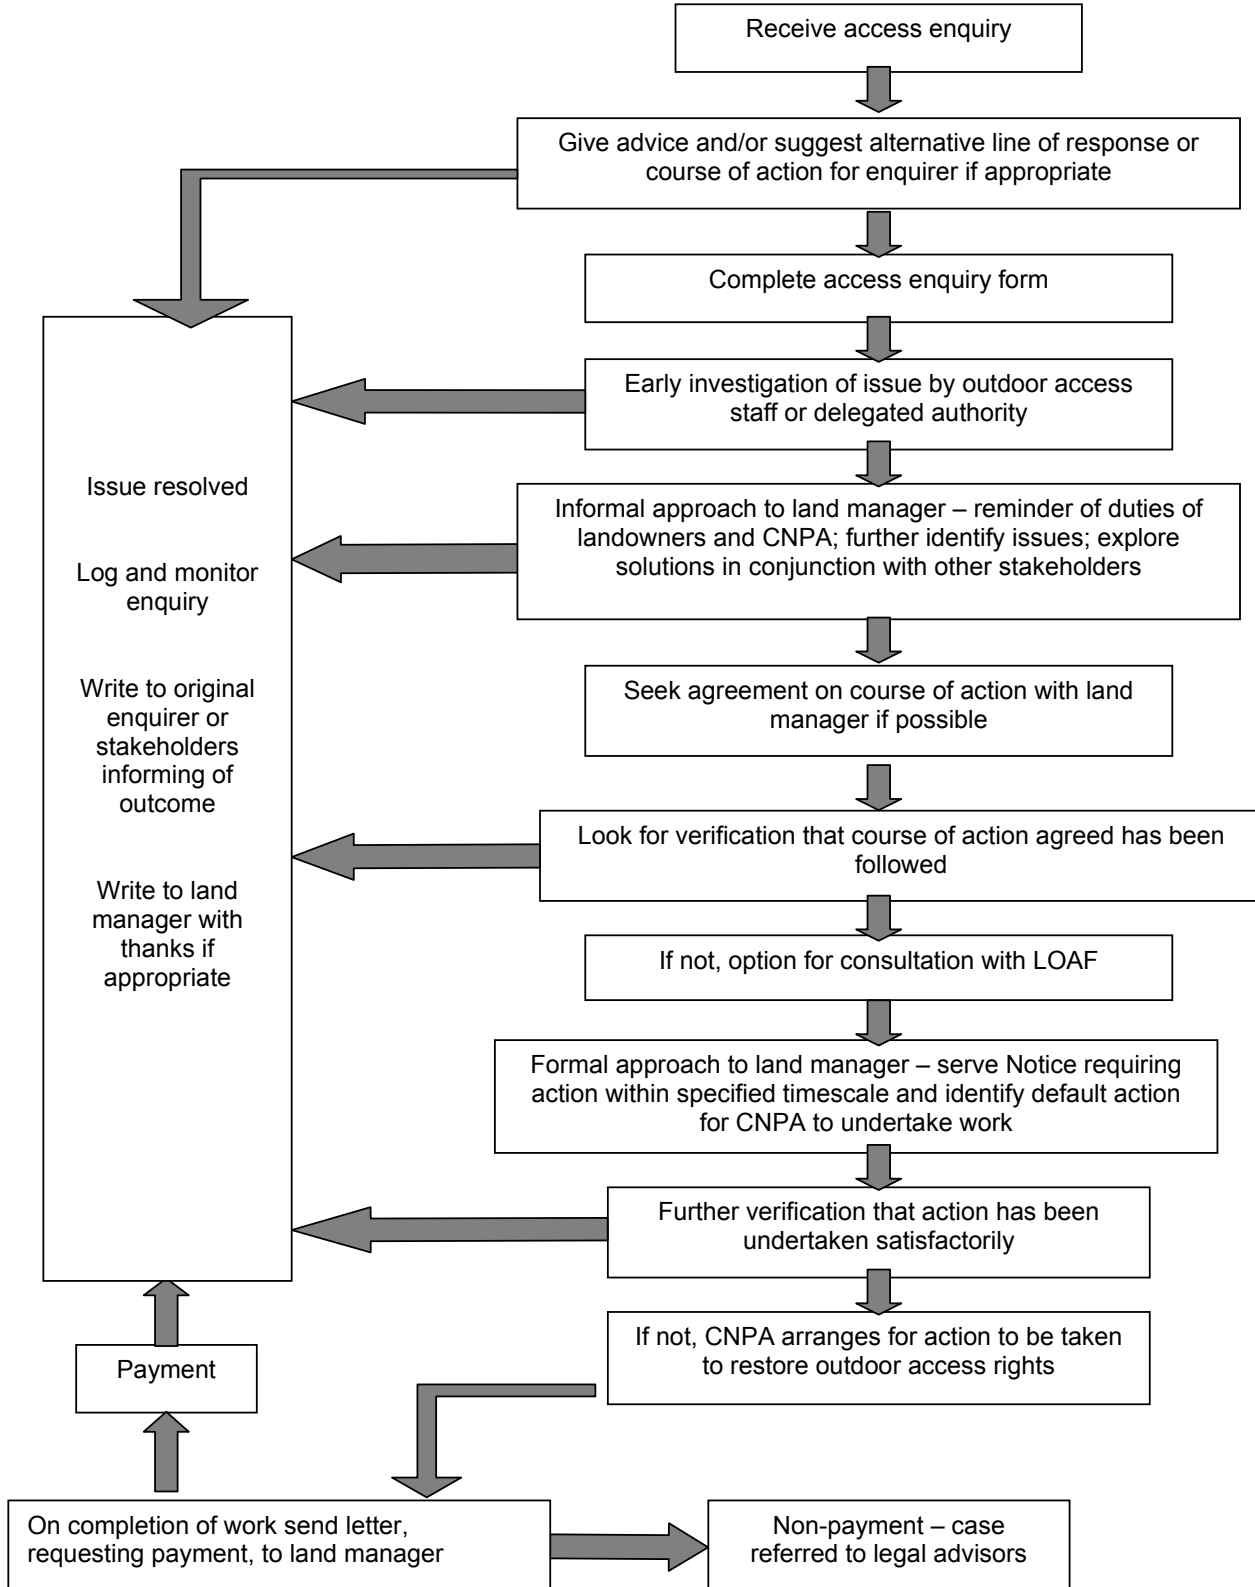 Receive access enquiry
Give advice and/or suggest alternative line of response or
course of action for enquirer if appropriate
Complete access enquiry form
Early investigation of issue by outdoor access
staff or delegated authority
Informal approach to land manager – reminder of duties of
landowners and CNPA; further identify issues; explore
solutions in conjunction with other stakeholders
Seek agreement on course of action with land
manager if possible
Look for verification that course of action agreed has been
followed
If not, option for consultation with LOAF
Formal approach to land manager – serve Notice requiring
action within specified timescale and identify default action
for CNPA to undertake work
Further verification that action has been
undertaken satisfactorily
If not, CNPA arranges for action to be taken
to restore outdoor access rights
Issue resolved
Log and monitor
enquiry
Write to original
enquirer or
stakeholders
informing of
outcome
Write to land
manager with
thanks if
appropriate
Payment
On completion of work send letter,
requesting payment, to land manager
Non-payment – case
referred to legal advisors